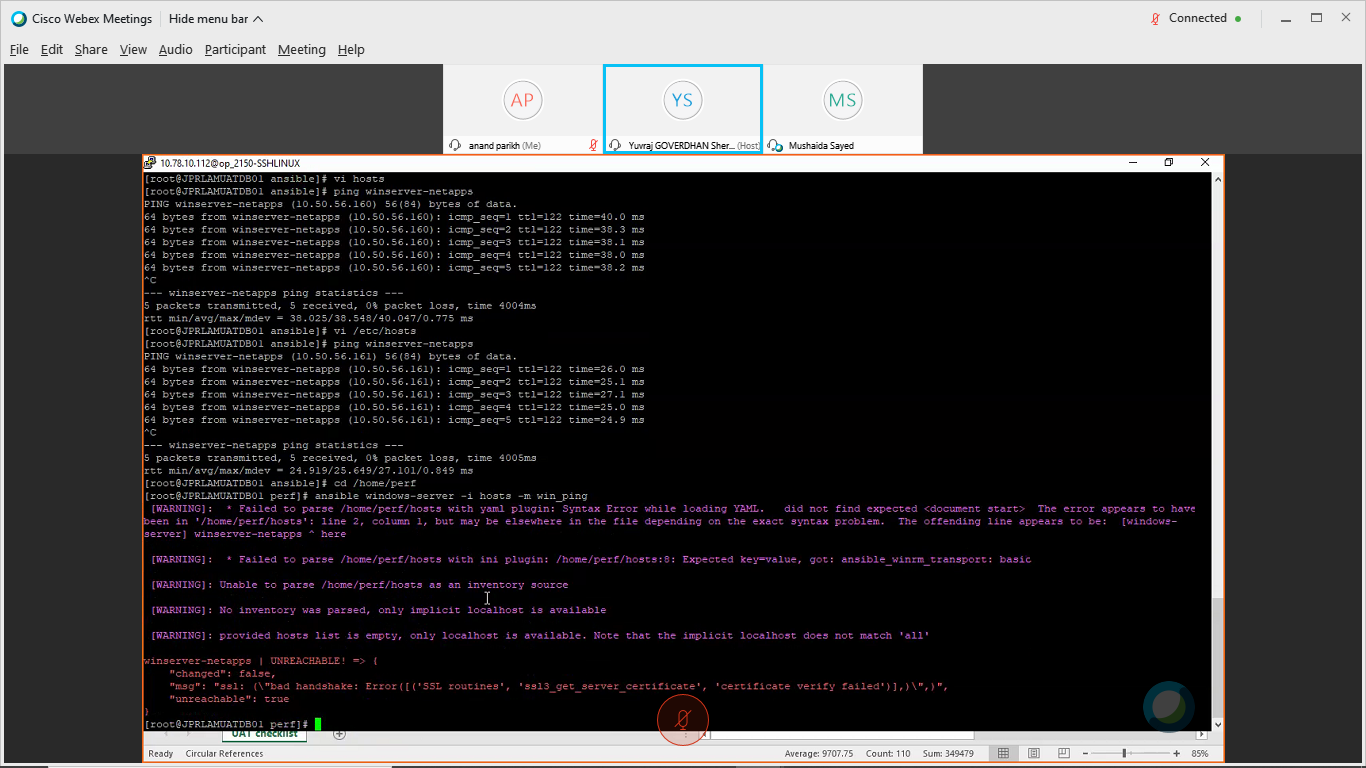 Cisco Webex Meetings
Hide menu bar
Connected
File Edit Share View Audio Participant Meeting Help
AP
YS
MS
anand parikh (Me)
Yuvraj GOVERDHAN Sher... (Host)
Mushaida Sayed
10.78.10.112@op_2150-SSHLINUX
[root@JPRLAMUATDB01 ansible]# vi hosts
[root@JPRLAMUATDB01 ansible]# ping winserver-netapps
PING winserver-netapps (10.50.56.160) 56(84) bytes of data.
64 bytes from winserver-netapps (10.50.56.160): icmp_seq=1 ttl=122 time=40.0 ms
64 bytes from winserver-netapps (10.50.56.160): icmp_seq=2 ttl=122 time=38.3 ms
64 bytes from winserver-netapps (10.50.56.160): icmp_seq=3 ttl=122 time=38.1 ms
64 bytes from winserver-netapps (10.50.56.160): icmp_seq=4 ttl=122 time=38.0 ms
64 bytes from winserver-netapps (10.50.56.160): icmp_seq=5 ttl=122 time=38.2 ms
^C
--- winserver-netapps ping statistics ---
5 packets transmitted, 5 received, 0% packet loss, time 4004ms
rtt min/avg/max/mdev = 38.025/38.548/40.047/0.775 ms
[root@JPRLAMUATDB01 ansible]# vi /etc/hosts
[root@JPRLAMUATDB01 ansible]# ping winserver-netapps
PING winserver-netapps (10.50.56.161) 56(84) bytes of data.
64 bytes from winserver-netapps (10.50.56.161): icmp_seq=1 ttl=122 time=26.0 ms
64 bytes from winserver-netapps (10.50.56.161): icmp_seq=2 ttl=122 time=25.1 ms
64 bytes from winserver-netapps (10.50.56.161): icmp_seq=3 ttl=122 time=27.1 ms
64 bytes from winserver-netapps (10.50.56.161): icmp_seq=4 ttl=122 time=25.0 ms
64 bytes from winserver-netapps (10.50.56.161): icmp_seq=5 ttl=122 time=24.9 ms
^C
--- winserver-netapps ping statistics ---
5 packets transmitted, 5 received, 0% packet loss, time 4005ms
rtt min/avg/max/mdev = 24.919/25.649/27.101/0.849 ms
[root@JPRLAMUATDB01 ansible]# cd /home/perf
[root@JPRLAMUATDB01 perf]# ansible windows-server -i hosts -m win_ping
[WARNING]:  * Failed to parse /home/perf/hosts with yaml plugin: Syntax Error while loading YAML.   did not find expected <document start>  The error appears to have
been in '/home/perf/hosts': line 2, column 1, but may be elsewhere in the file depending on the exact syntax problem.  The offending line appears to be:  [windows-
server] winserver-netapps ^ here
[WARNING]:  * Failed to parse /home/perf/hosts with ini plugin: /home/perf/hosts:8: Expected key=value, got: ansible_winrm_transport: basic
[WARNING]: Unable to parse /home/perf/hosts as an inventory source
[WARNING]: No inventory was parsed, only implicit localhost is available
[WARNING]: provided hosts list is empty, only localhost is available. Note that the implicit localhost does not match 'all'
winserver-netapps | UNREACHABLE! => {
"changed": false,
"msg": "ssl: (\"bad handshake: Error([('SSL routines', 'ssl3_get_server_certificate', 'certificate verify failed')],)\",)",
"unreachable": true
}
[root@JPRLAMUATDB01 perf]#
UAT checklist
Ready Circular References Average: 9707.75 Count: 110 Sum: 349479 85%